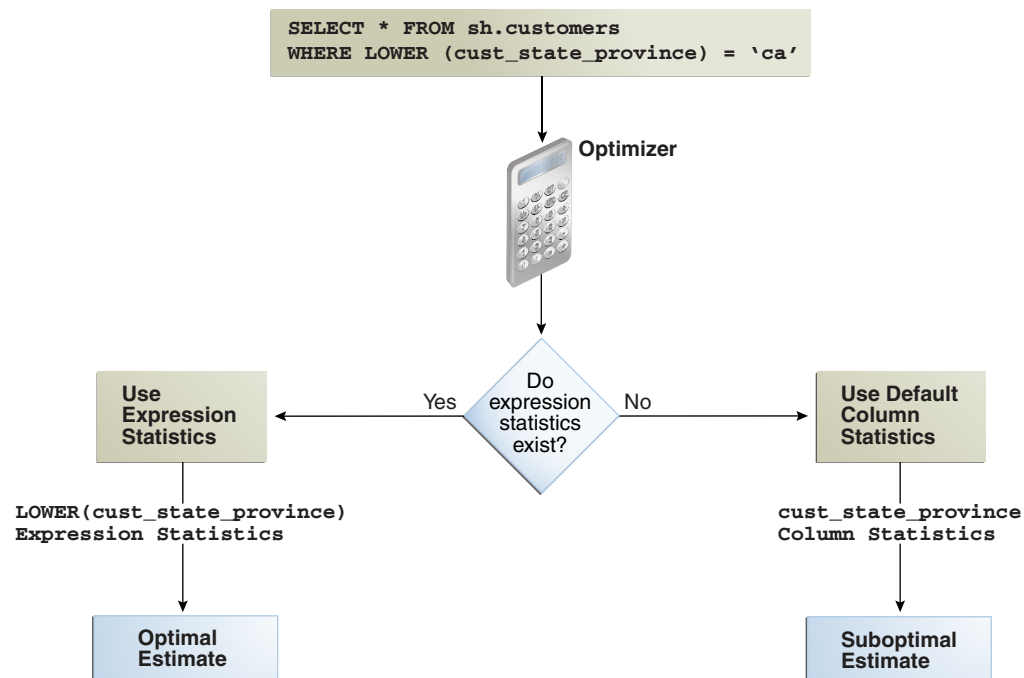 SELECT * FROM sh.customers
WHERE LOWER (cust_state_province) = ‘ca’
Optimizer
Do
expression
statistics
exist?
Yes
No
Use
Expression
Statistics
Use Default
Column
Statistics
LOWER(cust_state_province)
Expression Statistics
cust_state_province
Column Statistics
Optimal
Estimate
Suboptimal
Estimate